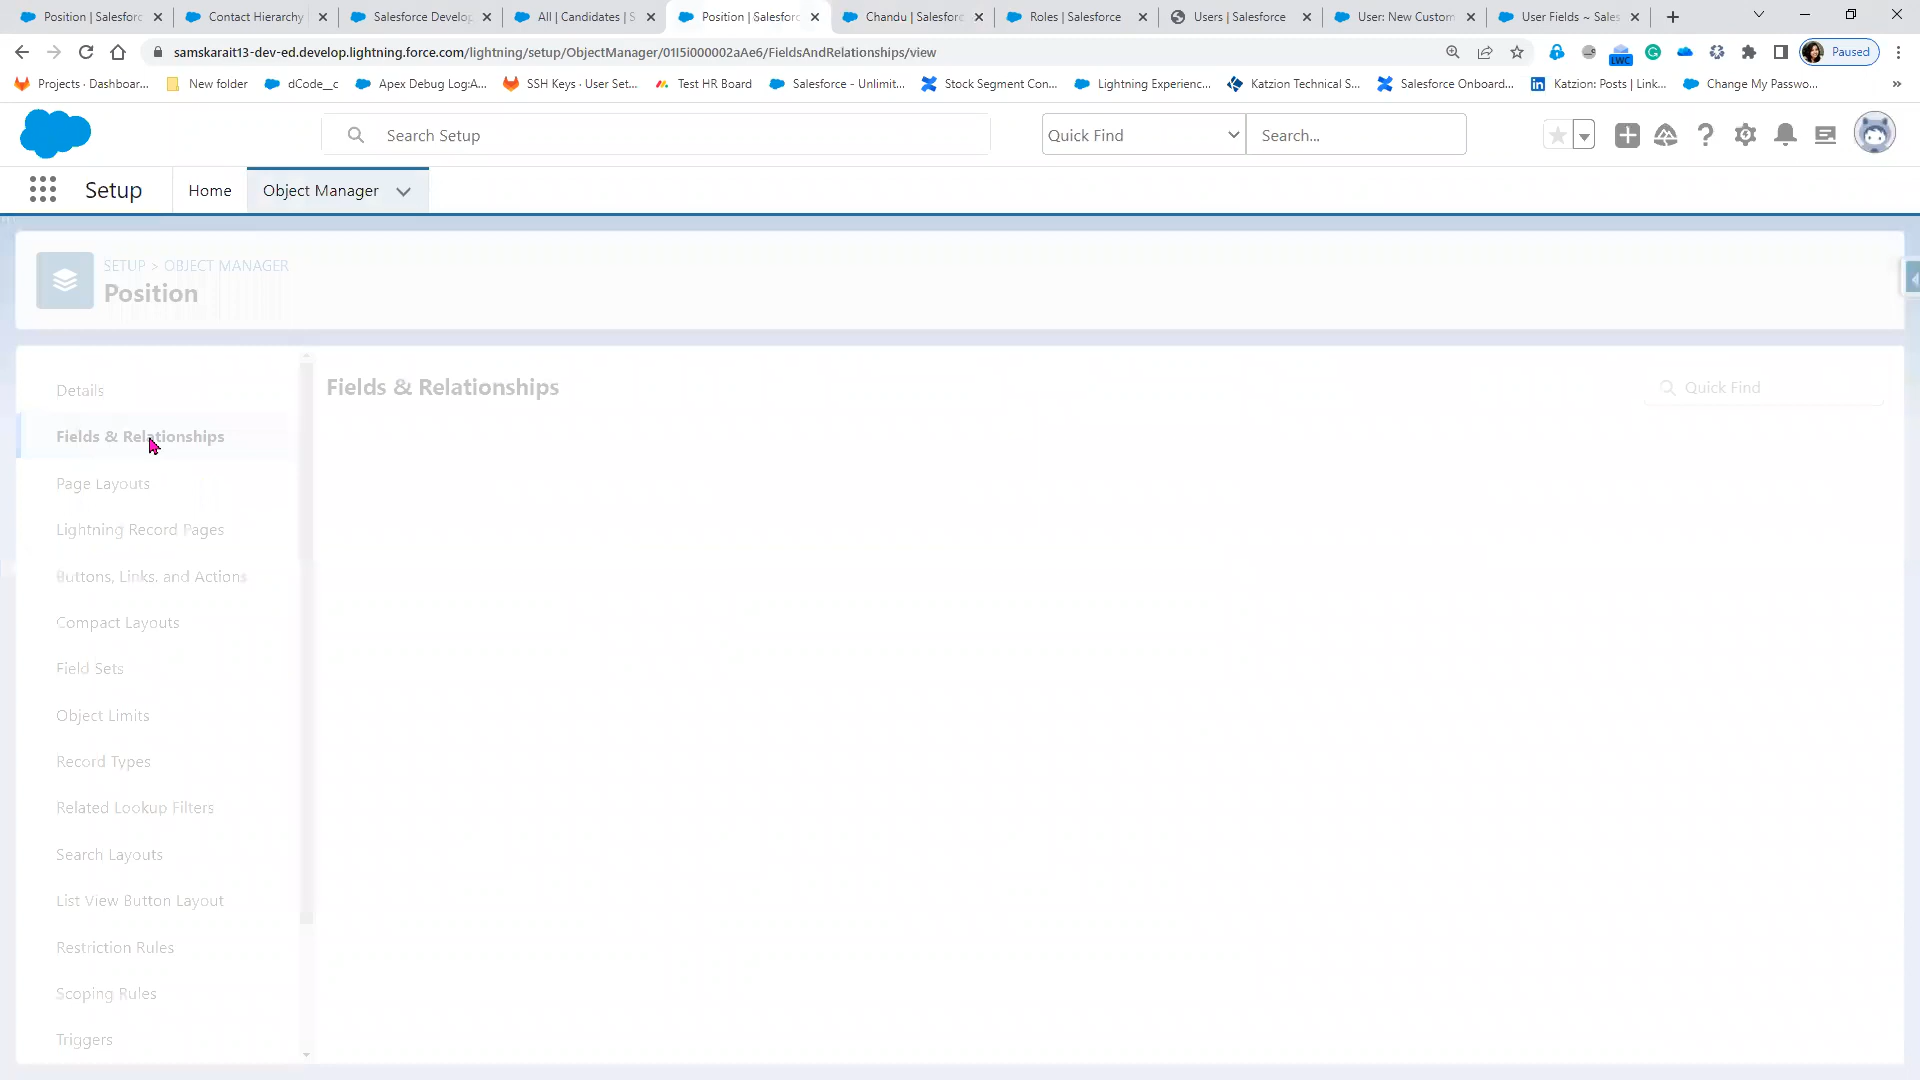 Position | Salesforc
Contact Hierarchy
Salesforce Develop
All | Candidates | S
Position | Salesforc
Chandu | Salesforc
Roles | Salesforce
Users | Salesforce
User: New Custom
User Fields ~ Sales
samskarait13-dev-ed.develop.lightning.force.com/lightning/setup/ObjectManager/01I5i000002aAe6/FieldsAndRelationships/view
LWC
Paused
Projects · Dashboar...
New folder
dCode__c
Apex Debug Log:A...
SSH Keys · User Set...
Test HR Board
Salesforce - Unlimit...
Stock Segment Con...
Lightning Experienc...
Katzion Technical S...
Salesforce Onboard...
Katzion: Posts | Link...
Change My Passwo...
»
Search Setup
Quick Find
Search...
Setup
Home
Object Manager
SETUP > OBJECT MANAGER
Position
Details
Fields & Relationships
Page Layouts
Lightning Record Pages
Buttons, Links, and Actions
Compact Layouts
Field Sets
Object Limits
Record Types
Related Lookup Filters
Search Layouts
List View Button Layout
Restriction Rules
Scoping Rules
Triggers
Fields & Relationships
Quick Find